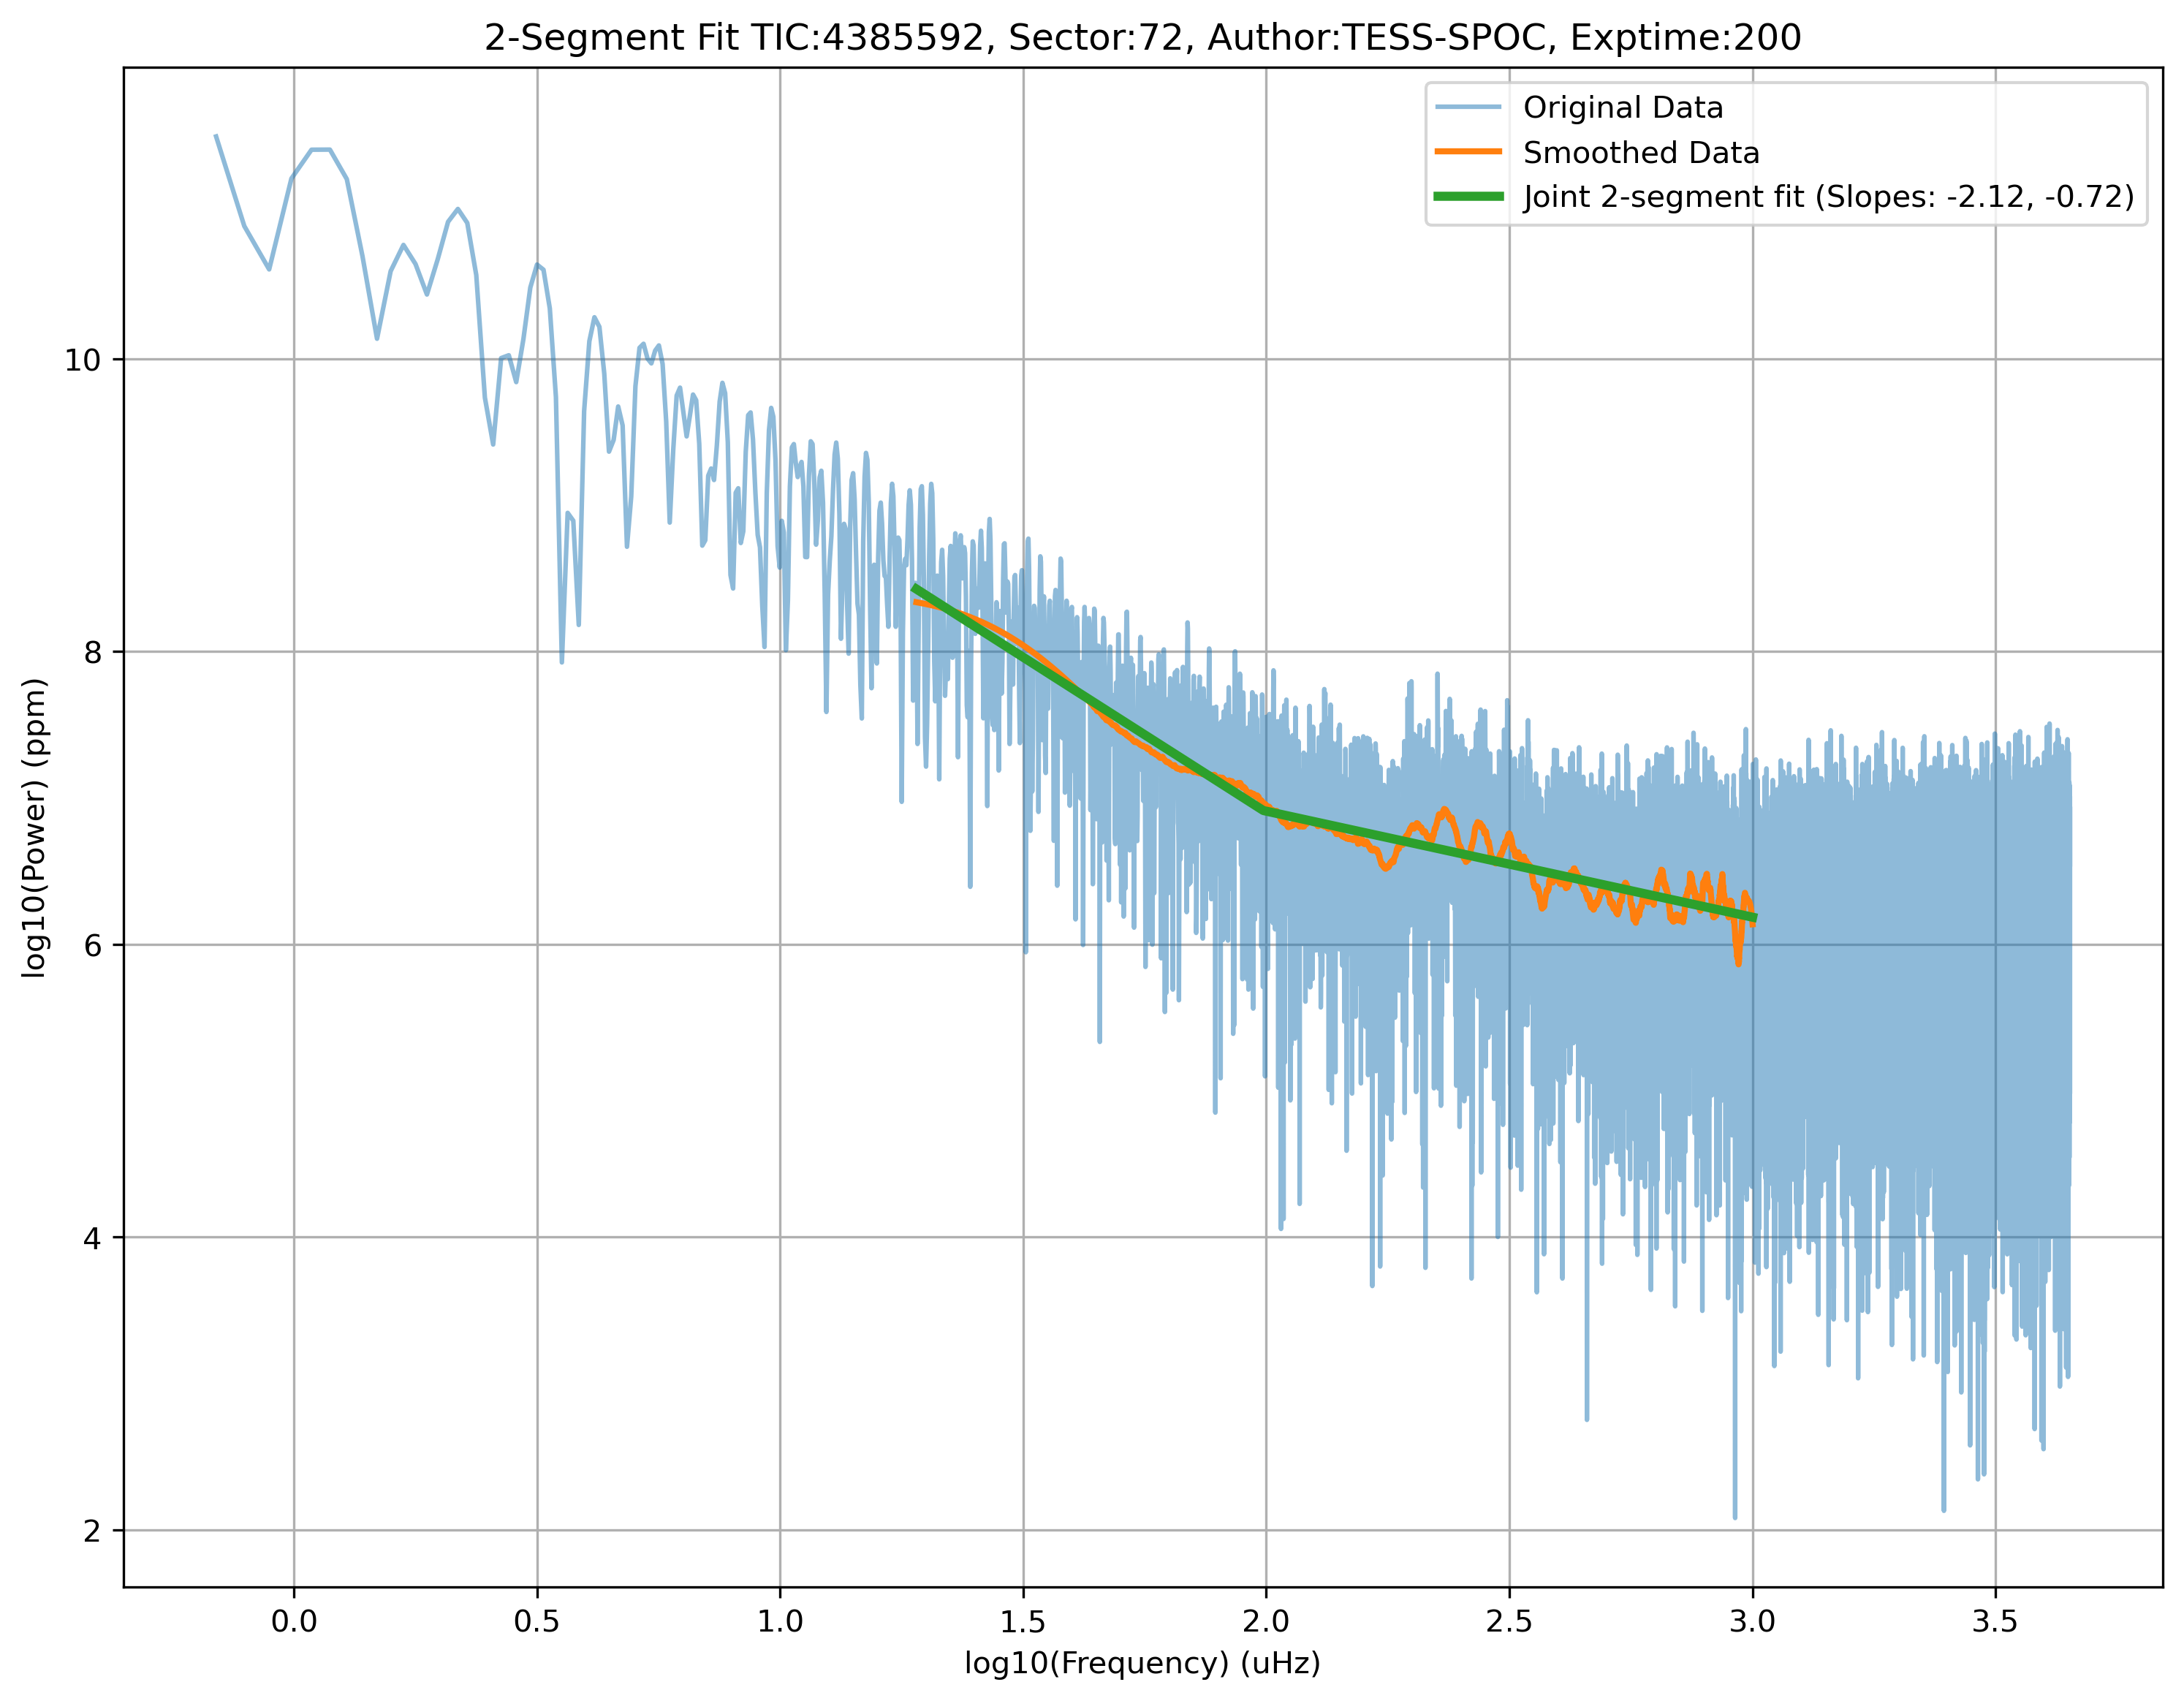 2-Segment Fit TIC:4385592, Sector:72, Author:TESS-SPOC, Exptime:200
Original Data
Smoothed Data
Joint 2-segment fit (Slopes: -2.12, -0.72)
log10(Power) (ppm)
10
8
6
4
2
0.0 0.5 1.0 1.5 2.0 2.5 3.0 3.5
log10(Frequency) (uHz)